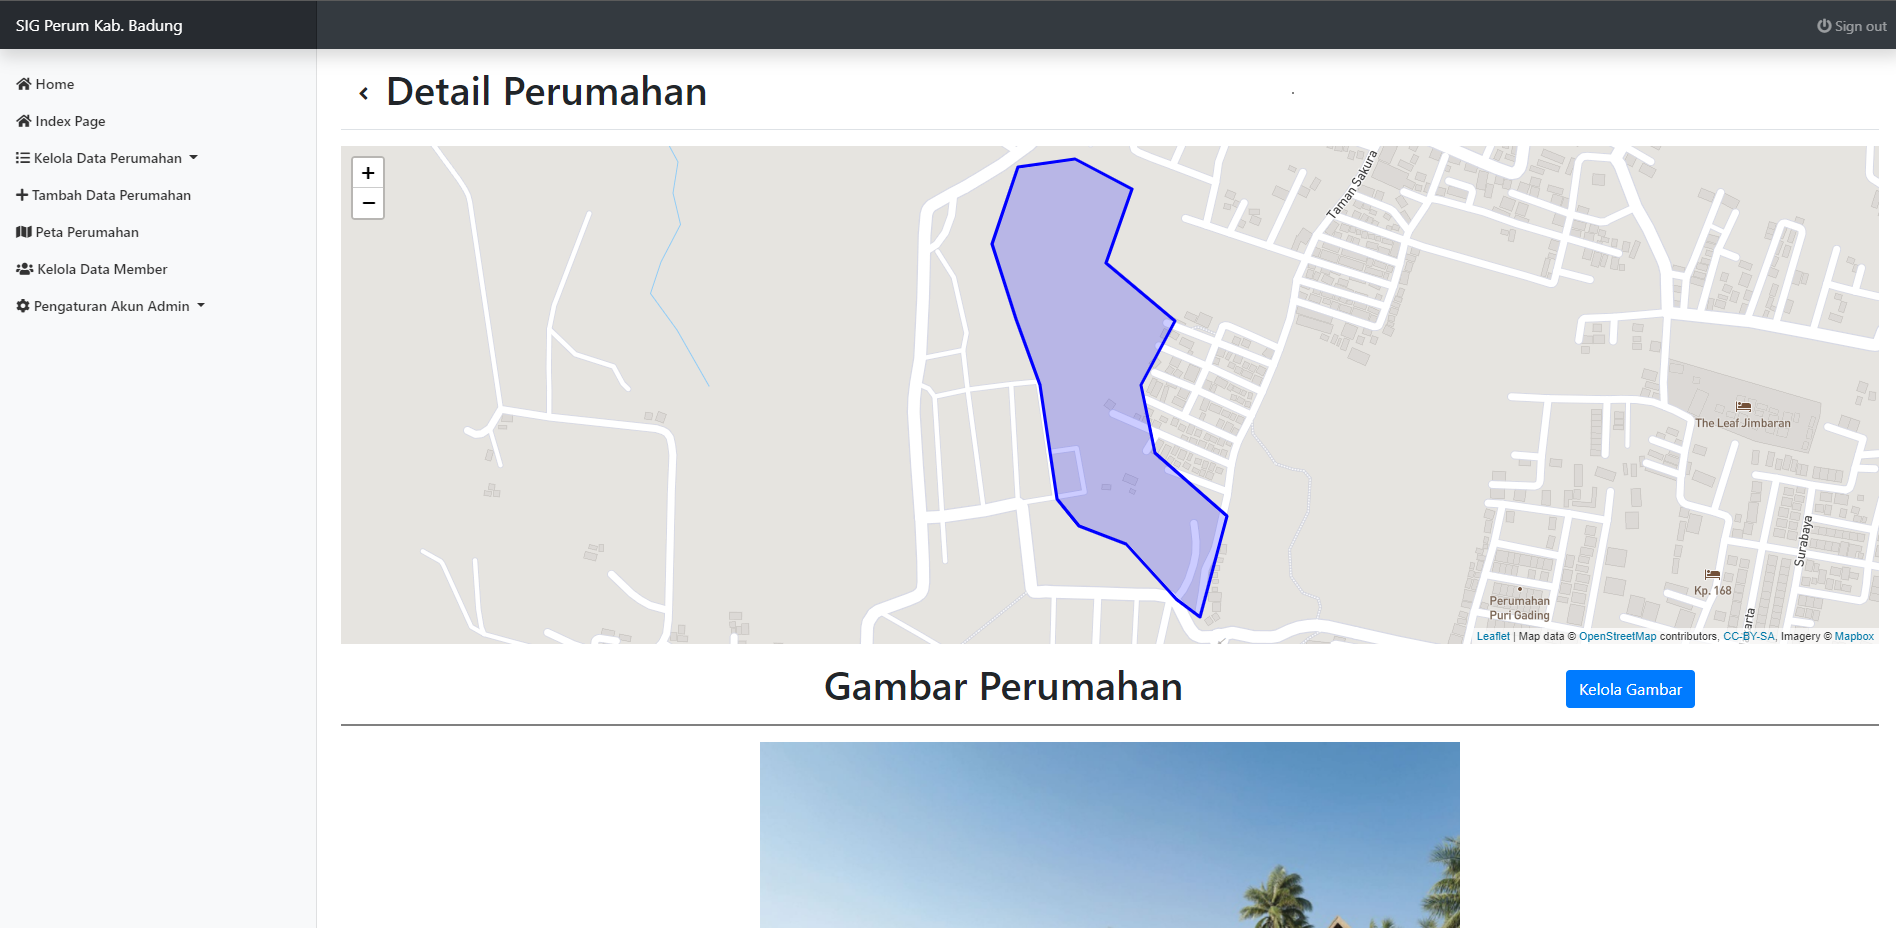 SIG Perum Kab. Badung
Sign out
Home
Index Page
Kelola Data Perumahan
Tambah Data Perumahan
Peta Perumahan
Kelola Data Member
Pengaturan Akun Admin
Detail Perumahan
+
−
Taman Sakura
The Leaf Jimbaran
Surabaya
Kp. 168
Perumahan
Puri Gading
Leaflet | Map data © OpenStreetMap contributors, CC-BY-SA, Imagery © Mapbox
Gambar Perumahan
Kelola Gambar